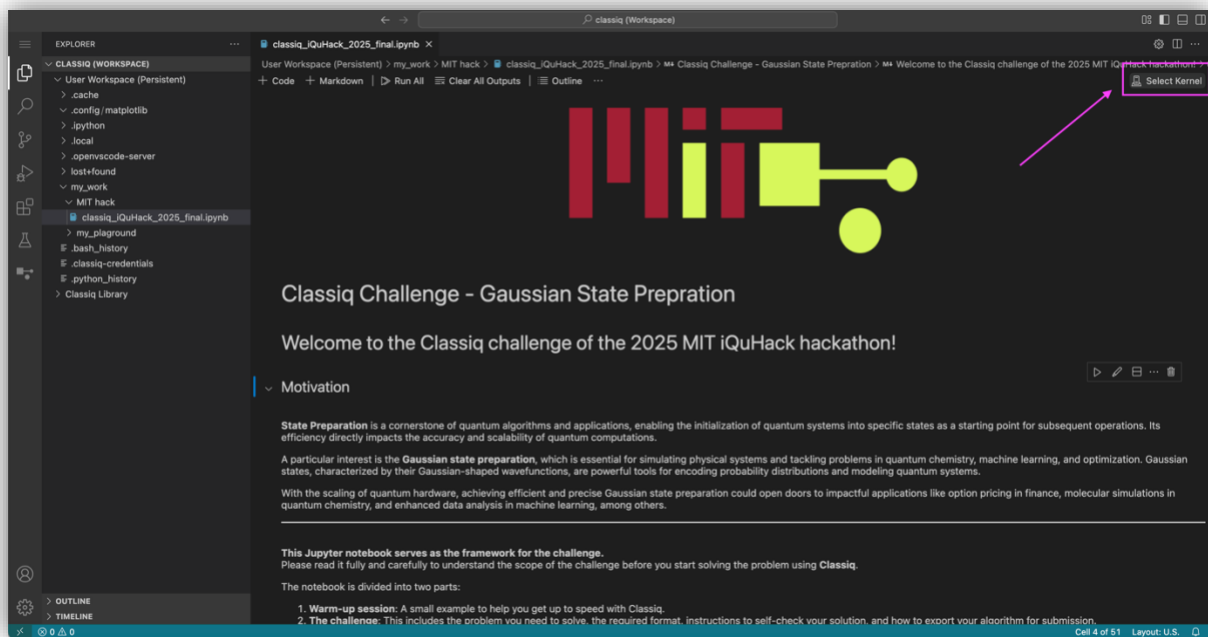 classiq (Workspace)
EXPLORER
CLASSIQ (WORKSPACE)
User Workspace (Persistent)
.cache
.config/matplotlib
.ipython
.local
.openvscode-server
lost+found
my_work
MIT hack
classiq_iQuHack_2025_final.ipynb
my_plaground
.bash_history
.classiq-credentials
.python_history
Classiq Library
OUTLINE
TIMELINE
classiq_iQuHack_2025_final.ipynb
User Workspace (Persistent) > my_work > MIT hack > classiq_iQuHack_2025_final.ipynb > M↓ Classiq Challenge - Gaussian State Prepration > M↓ Welcome to the Classiq challenge of the 2025 MIT iQuHack hackathon! >
+ Code + Markdown | Run All Clear All Outputs | Outline ...
Select Kernel
MIT
Classiq Challenge - Gaussian State Prepration
Welcome to the Classiq challenge of the 2025 MIT iQuHack hackathon!
Motivation
State Preparation is a cornerstone of quantum algorithms and applications, enabling the initialization of quantum systems into specific states as a starting point for subsequent operations. Its
efficiency directly impacts the accuracy and scalability of quantum computations.
A particular interest is the Gaussian state preparation, which is essential for simulating physical systems and tackling problems in quantum chemistry, machine learning, and optimization. Gaussian
states, characterized by their Gaussian-shaped wavefunctions, are powerful tools for encoding probability distributions and modeling quantum systems.
With the scaling of quantum hardware, achieving efficient and precise Gaussian state preparation could open doors to impactful applications like option pricing in finance, molecular simulations in
quantum chemistry, and enhanced data analysis in machine learning, among others.
This Jupyter notebook serves as the framework for the challenge.
Please read it fully and carefully to understand the scope of the challenge before you start solving the problem using Classiq.
The notebook is divided into two parts:
1. Warm-up session: A small example to help you get up to speed with Classiq.
2. The challenge: This includes the problem you need to solve, the required format, instructions to self-check your solution, and how to export your algorithm for submission.
0 0
Cell 4 of 51 Layout: U.S.